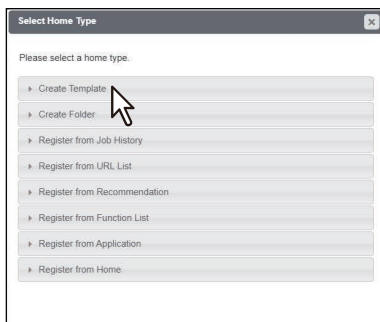 Select Home Type
Please select a home type.
Create Template
Create Folder
Register from Job History
Register from URL List
Register from Recommendation
Register from Function List
Register from Application
Register from Home